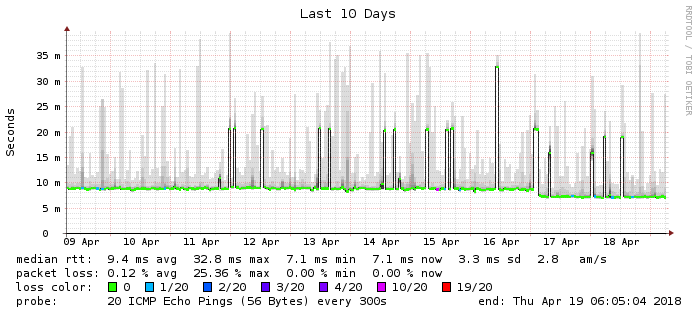 Last 10 Days
RRDTOOL / TOBI OETIKER
Seconds
35 m
30 m
25 m
20 m
15 m
10 m
5 m
0
09 Apr 10 Apr 11 Apr 12 Apr 13 Apr 14 Apr 15 Apr 16 Apr 17 Apr 18 Apr
median rtt: 9.4 ms avg 32.8 ms max 7.1 ms min 7.1 ms now 3.3 ms sd 2.8 am/s
packet loss: 0.12 % avg 25.36 % max 0.00 % min 0.00 % now
loss color: 0 1/20 2/20 3/20 4/20 10/20 19/20
probe: 20 ICMP Echo Pings (56 Bytes) every 300s end: Thu Apr 19 06:05:04 2018